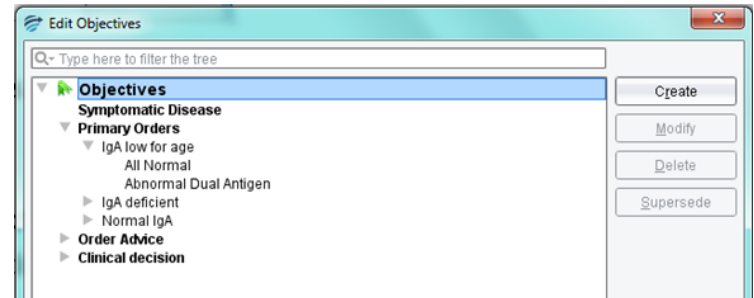 Edit Objectives
Type here to filter the tree
Objectives
Symptomatic Disease
Primary Orders
IgA low for age
All Normal
Abnormal Dual Antigen
IgA deficient
Normal IgA
Order Advice
Clinical decision
Create
Modify
Delete
Supersede